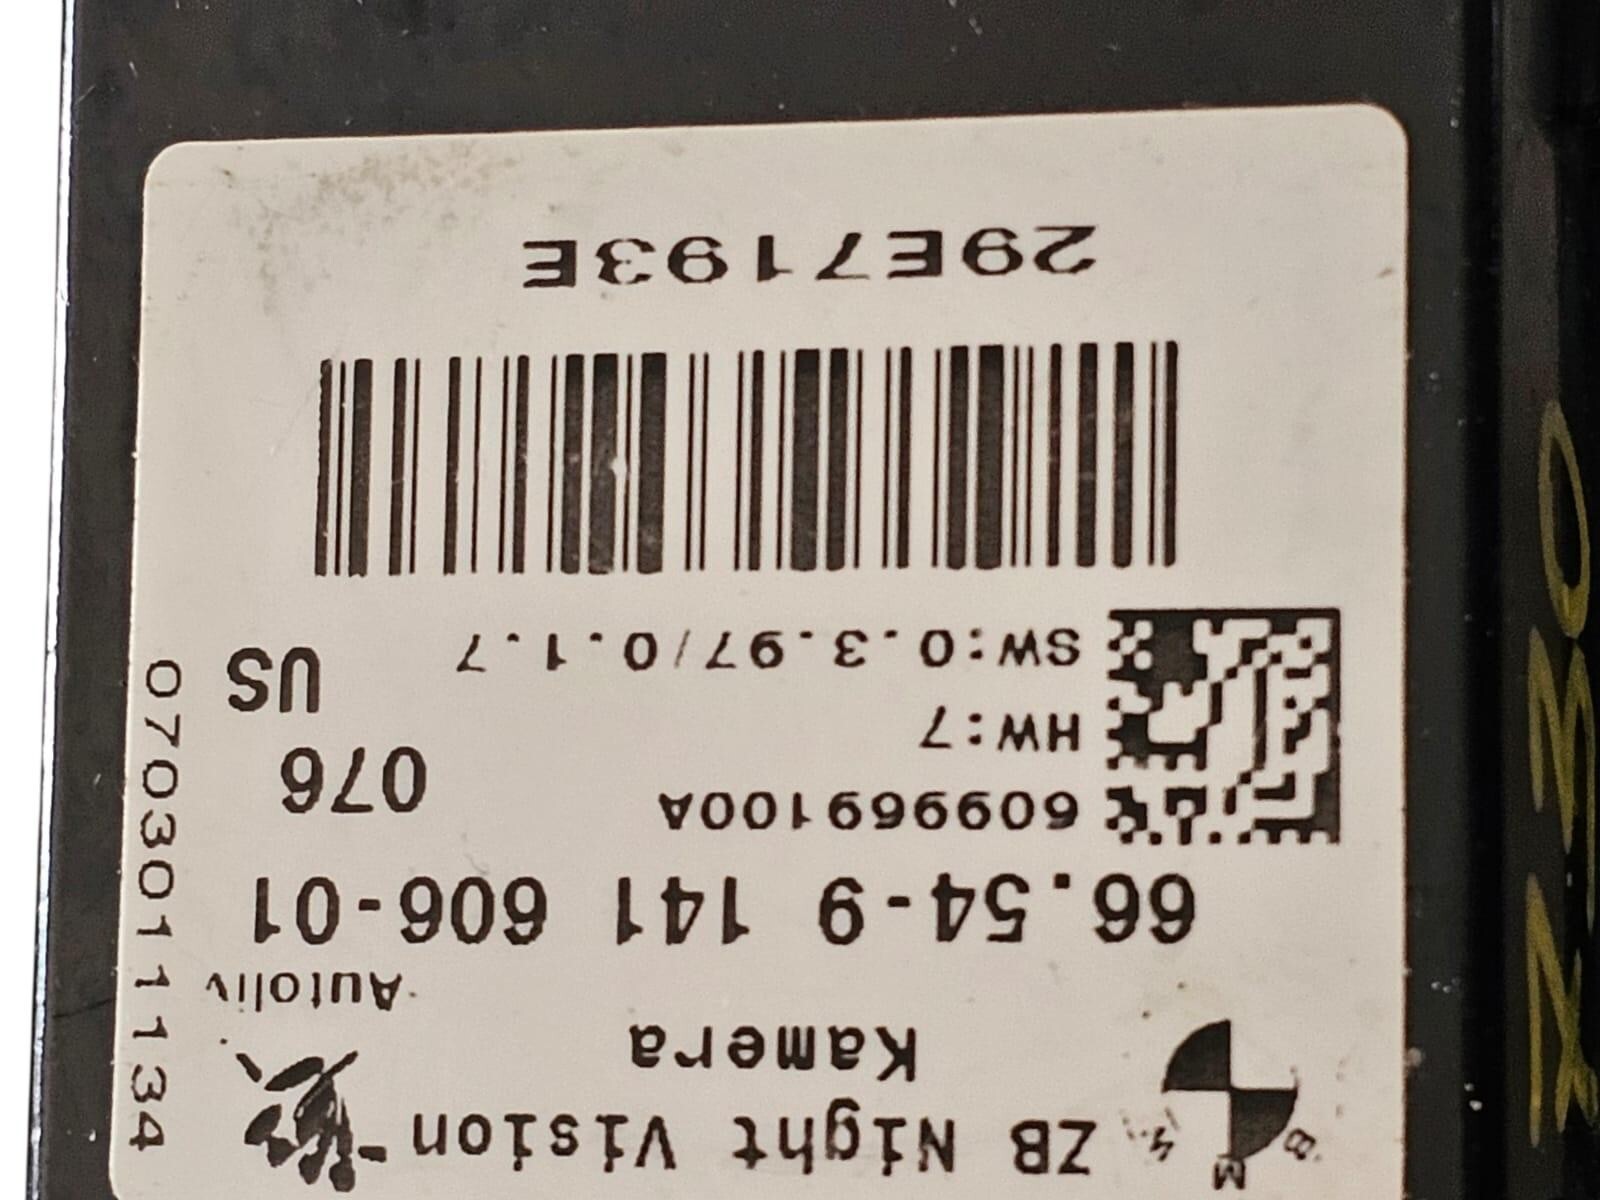 B M W
ZB Night Vision-
Kamera
Autoliv
66.54-9 141 606-01
609969100A
076
HW:7
US
SW:0.3.97/0.1.7
29E7193E
0703011134